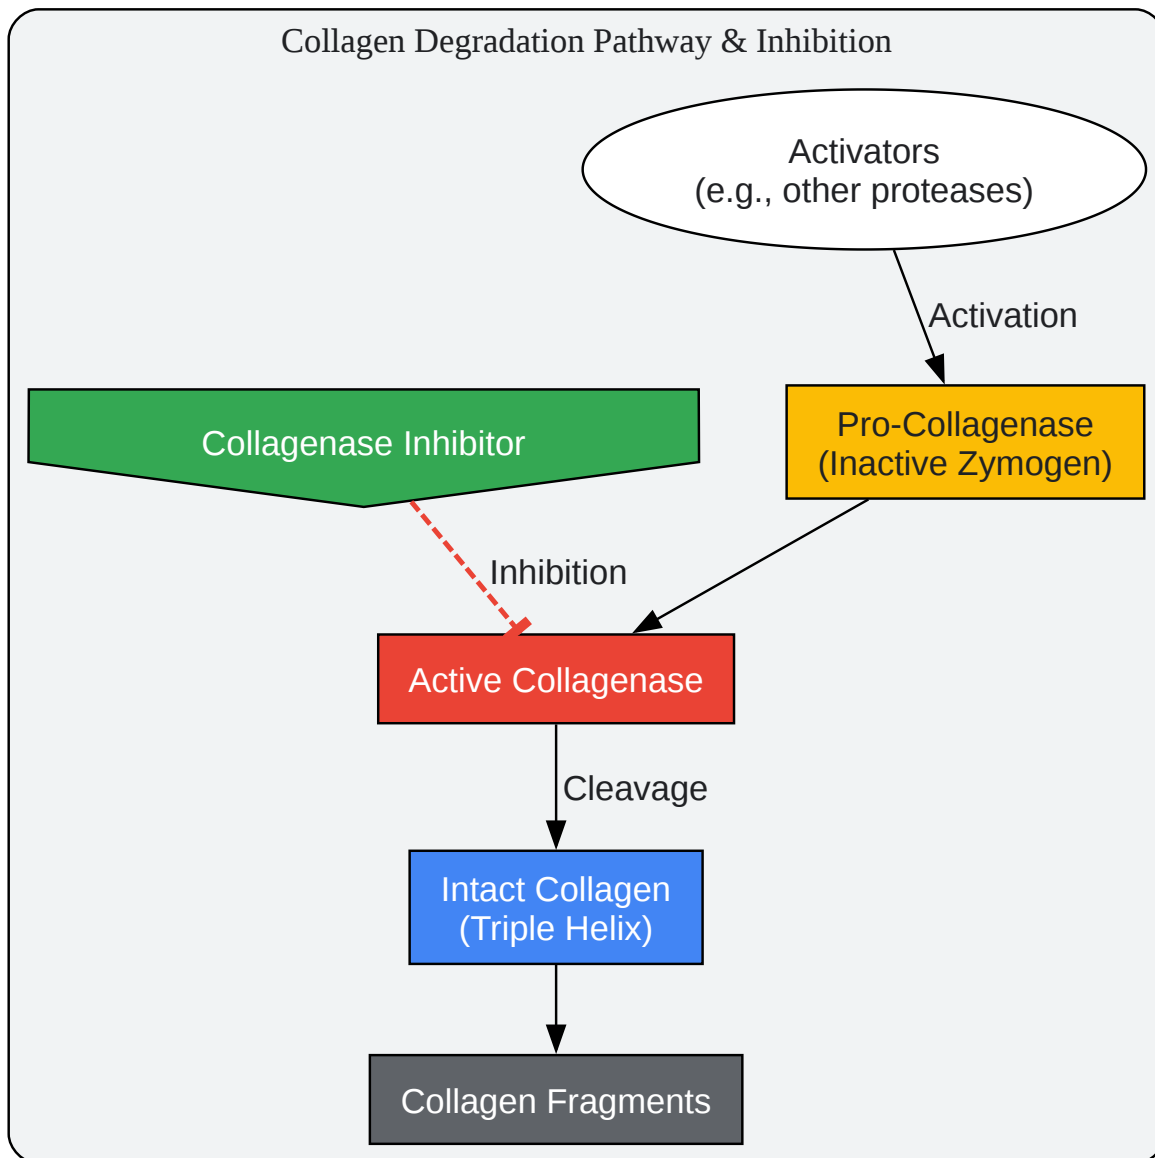 Collagen Degradation Pathway & Inhibition
Activators
(e.g., other proteases)
Activation
Collagenase Inhibitor
Pro-Collagenase
(Inactive Zymogen)
Inhibition
Active Collagenase
Cleavage
Intact Collagen
(Triple Helix)
Collagen Fragments